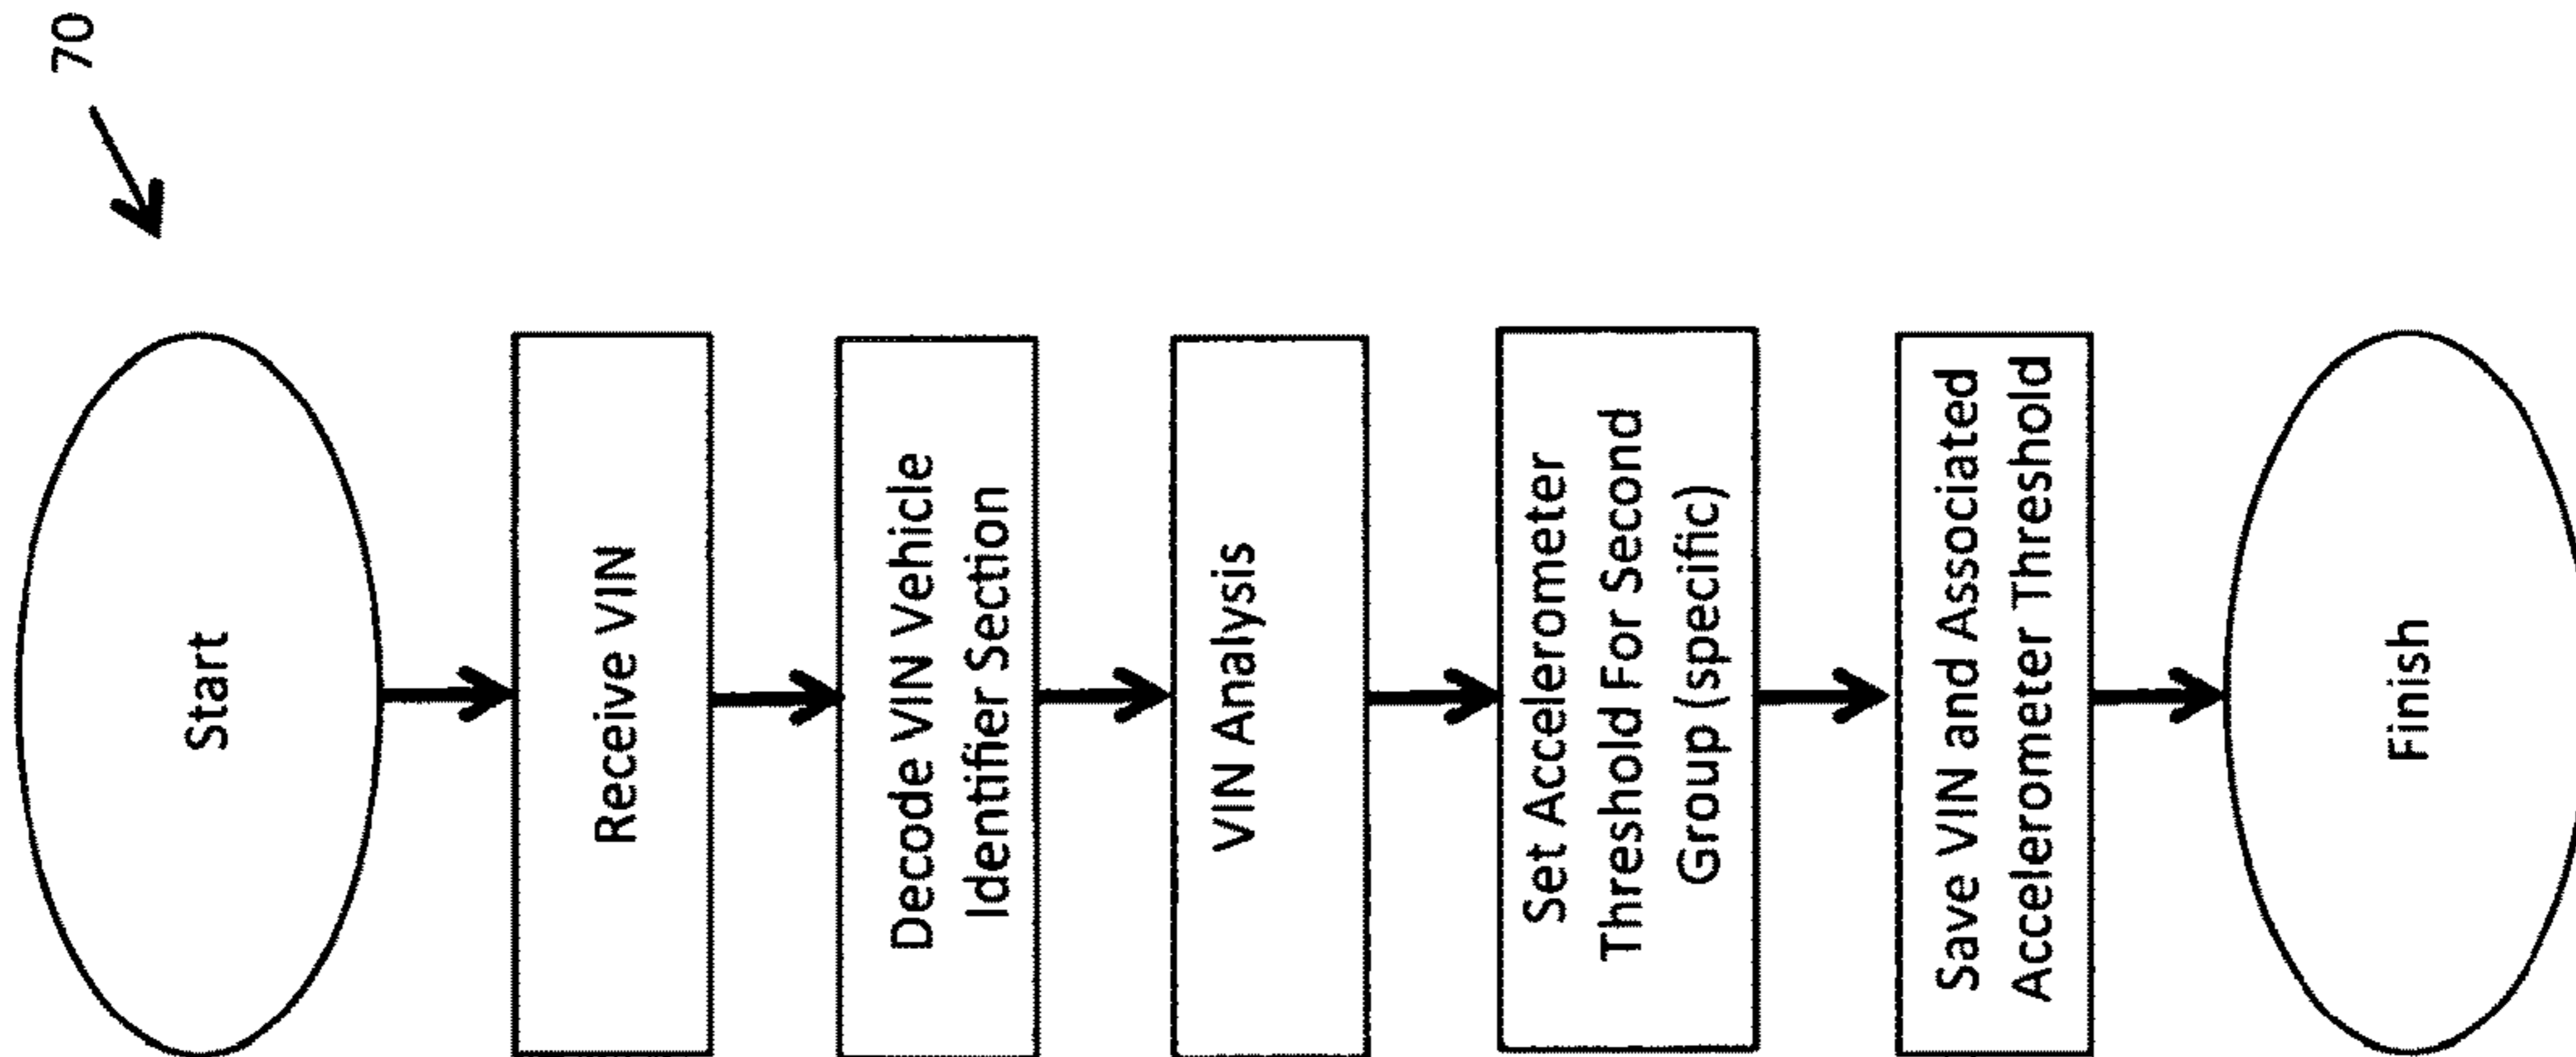 70
Start
Receive VIN
Decode VIN Vehicle
Identifier Section
VIN Analysis
Set Accelerometer
Threshold For Second
Group (specific)
Save VIN and Associated
Accelerometer Threshold
Finish